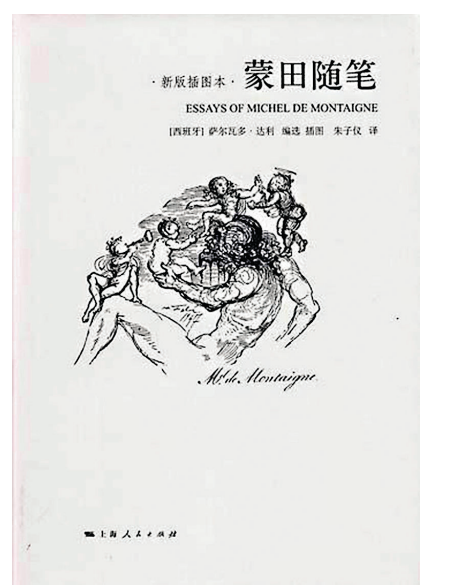 ·新版插图本· 蒙田随笔
ESSAYS OF MICHEL DE MONTAIGNE
[西班牙] 萨尔瓦多·达利 编选 插图 朱子仪 译
Ml. de Montaigne.
上海人民出版社